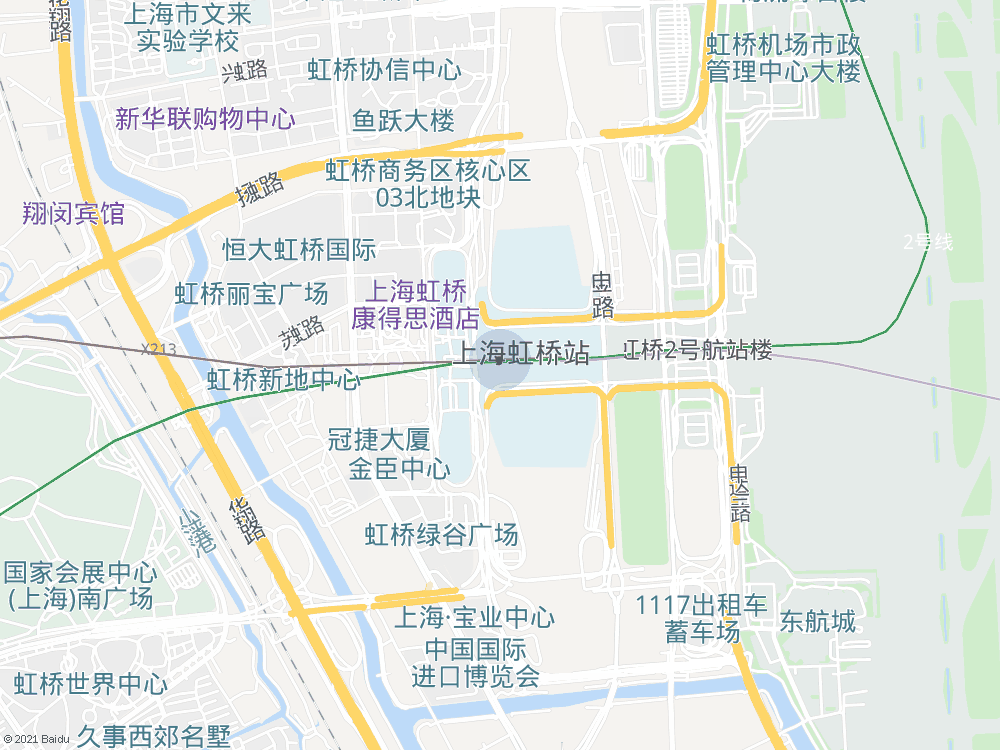 上海市文来
实验学校
虹桥协信中心
虹桥机场市政
管理中心大楼
新华联购物中心
鱼跃大楼
虹桥商务区核心区
03北地块
翔闵宾馆
恒大虹桥国际
2号线
虹桥丽宝广场
上海虹桥
康得思酒店
X213
上海虹桥站
虹桥2号航站楼
虹桥新地中心
冠捷大厦
金臣中心
华翔路
小涞港
虹桥绿谷广场
国家会展中心
(上海)南广场
上海·宝业中心
1117出租车
蓄车场
东航城
中国国际
进口博览会
虹桥世界中心
久事西郊名墅
© 2021 Baidu